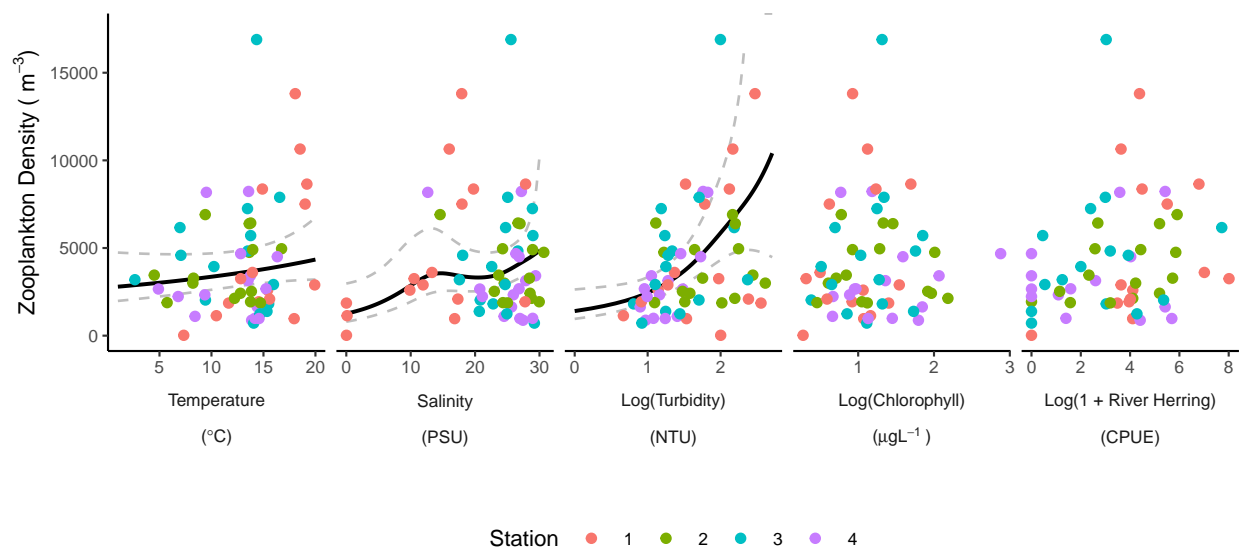 Zooplankton Density ( m⁻³)
15000
10000
5000
0
5 10 15 20
0 10 20 30
0 1 2
1 2 3
0 2 4 6 8
Temperature
(°C)
Salinity
(PSU)
Log(Turbidity)
(NTU)
Log(Chlorophyll)
(μgL⁻¹ )
Log(1 + River Herring)
(CPUE)
Station 1 2 3 4